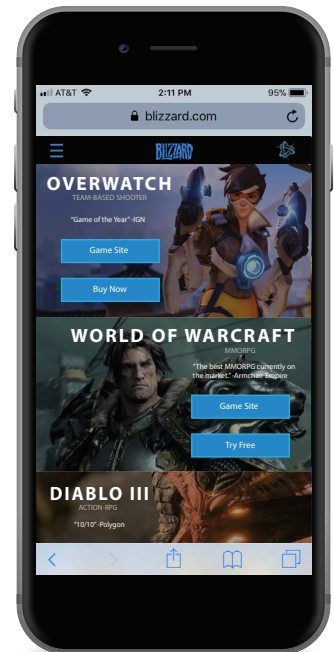 AT&T 2:11 PM 95%
blizzard.com
BLIZZARD
OVERWATCH
TEAM-BASED SHOOTER
"Game of the Year"-IGN
Game Site
Buy Now
WORLD OF WARCRAFT
MMORPG
"The best MMORPG currently on
the market." -Armchair Empire
Game Site
Try Free
DIABLO III
ACTION-RPG
"10/10"-Polygon